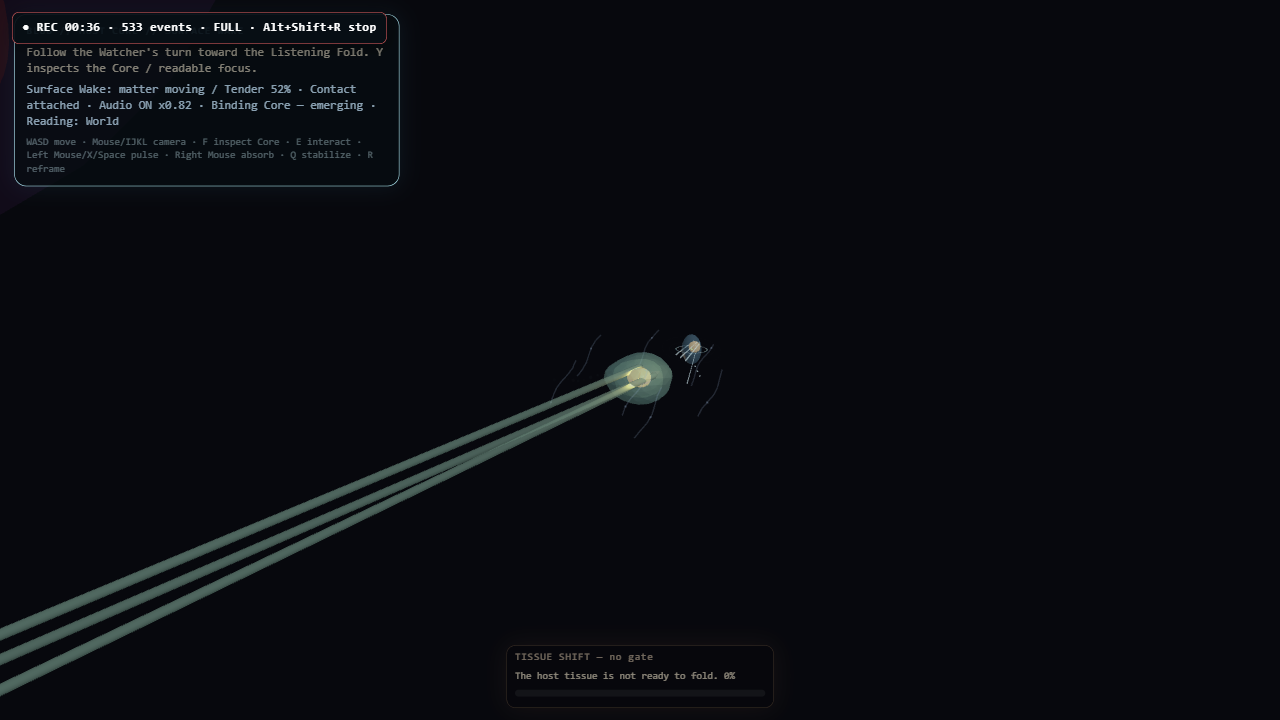 ● REC 00:36 · 533 events · FULL · Alt+Shift+R stop
Follow the Watcher's turn toward the Listening Fold. Y
inspects the Core / readable focus.
Surface Wake: matter moving / Tender 52% · Contact
attached · Audio ON x0.82 · Binding Core — emerging ·
Reading: World
WASD move · Mouse/IJKL camera · F inspect Core · E interact ·
Left Mouse/X/Space pulse · Right Mouse absorb · Q stabilize · R
reframe
TISSUE SHIFT — no gate
The host tissue is not ready to fold. 0%